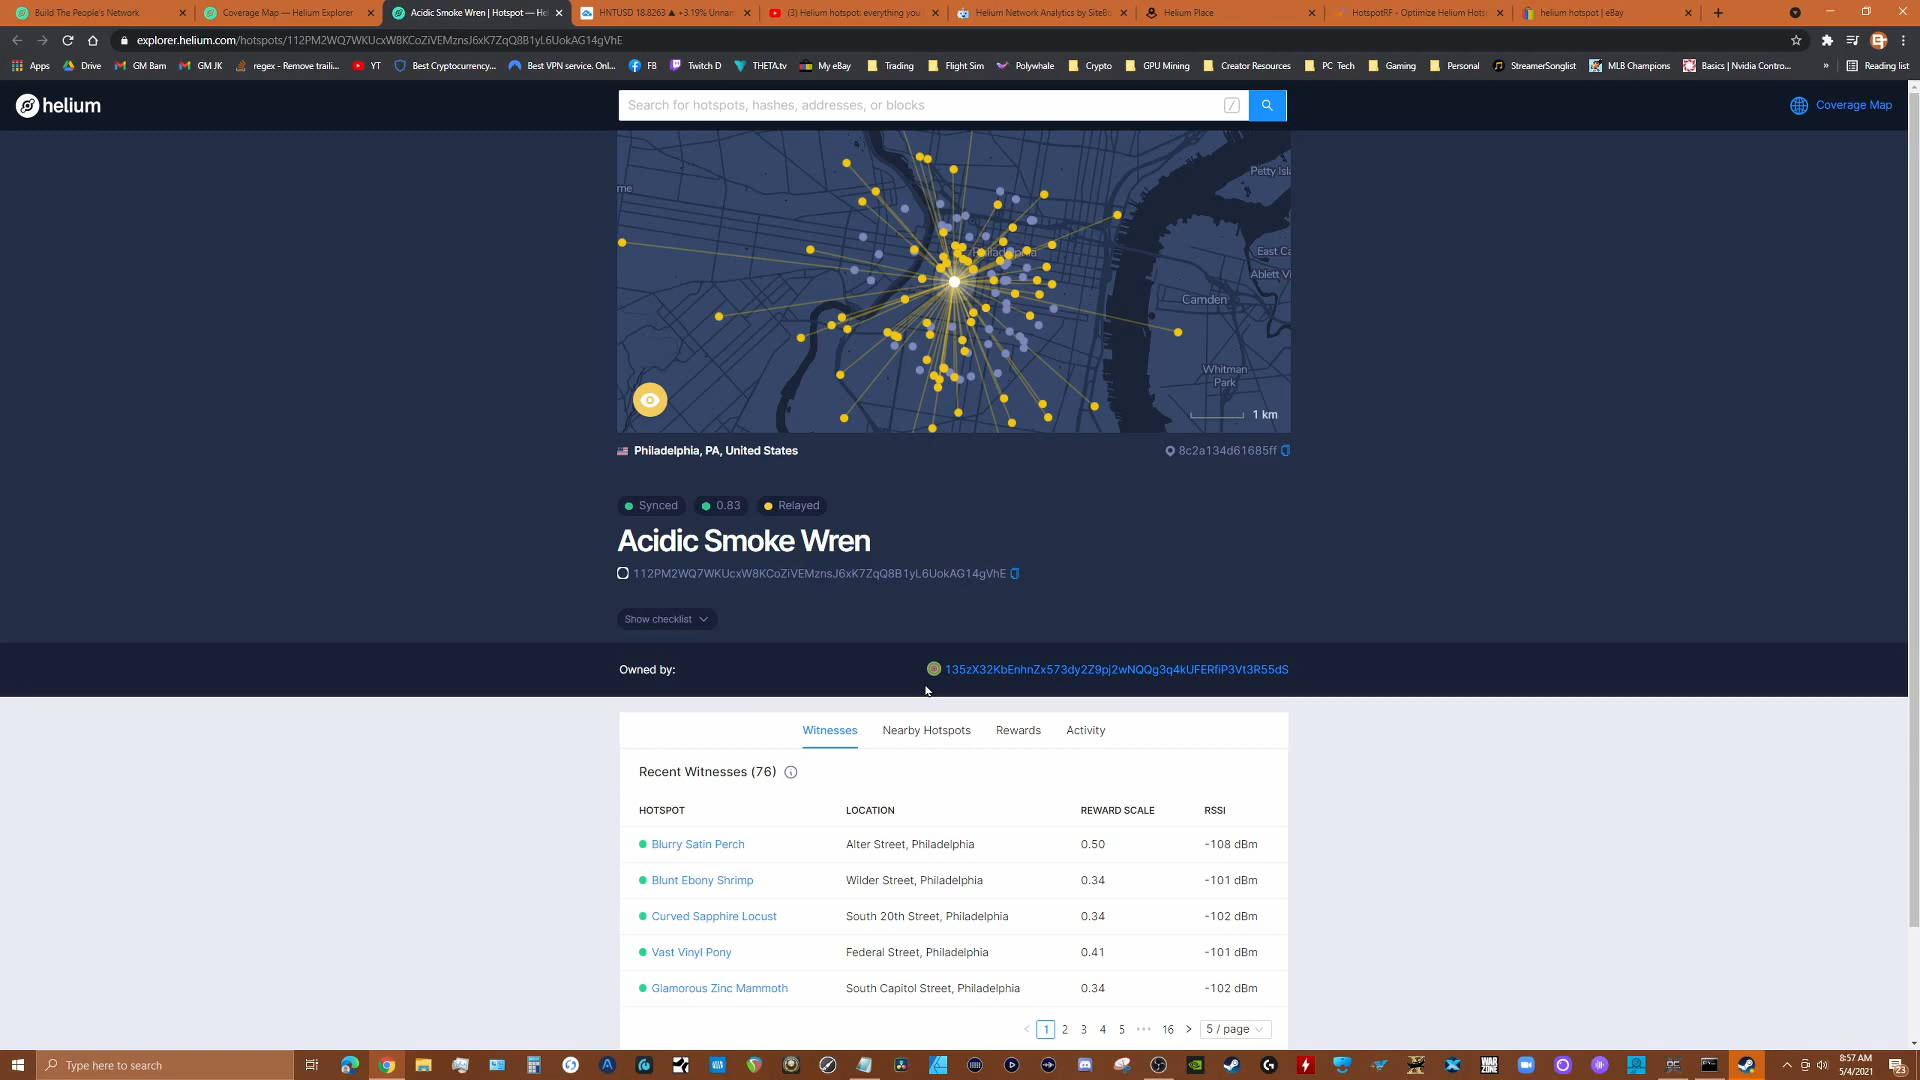 Build The People's Network
Coverage Map — Helium Explorer
Acidic Smoke Wren | Hotspot — He
HNTUSD 18.8263 ▲ +3.19% Unnam
(3) Helium hotspot: everything you
Helium Network Analytics by SiteBo
Helium Place
HotspotRF - Optimize Helium Hots
helium hotspot | eBay
explorer.helium.com/hotspots/112PM2WQ7WKUcxW8KCoZiVEMznsJ6xK7ZqQ8B1yL6UokAG14gVhE
Apps
Drive
GM Bam
GM JK
regex - Remove traili...
YT
Best Cryptocurrency...
Best VPN service. Onl...
FB
Twitch D
THETA.tv
My eBay
Trading
Flight Sim
Polywhale
Crypto
GPU Mining
Creator Resources
PC Tech
Gaming
Personal
StreamerSonglist
MLB Champions
Basics | Nvidia Contro...
»
Reading list
helium
Search for hotspots, hashes, addresses, or blocks
/
Coverage Map
Petty Isla
me
Philadelphia
East Ca
Ablett Vi
Camden
Whitman
Park
1 km
Philadelphia, PA, United States
8c2a134d61685ff
Synced
0.83
Relayed
Acidic Smoke Wren
112PM2WQ7WKUcxW8KCoZiVEMznsJ6xK7ZqQ8B1yL6UokAG14gVhE
Show checklist
Owned by:
135zX32KbEnhnZx573dy2Z9pj2wNQQg3q4kUFERfiP3Vt3R55dS
Witnesses
Nearby Hotspots
Rewards
Activity
Recent Witnesses (76)
HOTSPOT LOCATION REWARD SCALE RSSI
Blurry Satin Perch Alter Street, Philadelphia 0.50 -108 dBm
Blunt Ebony Shrimp Wilder Street, Philadelphia 0.34 -101 dBm
Curved Sapphire Locust South 20th Street, Philadelphia 0.34 -102 dBm
Vast Vinyl Pony Federal Street, Philadelphia 0.41 -101 dBm
Glamorous Zinc Mammoth South Capitol Street, Philadelphia 0.34 -102 dBm
< 1 2 3 4 5 ••• 16 > 5 / page
Type here to search
WAR
ZONE
8:57 AM
5/4/2021
23